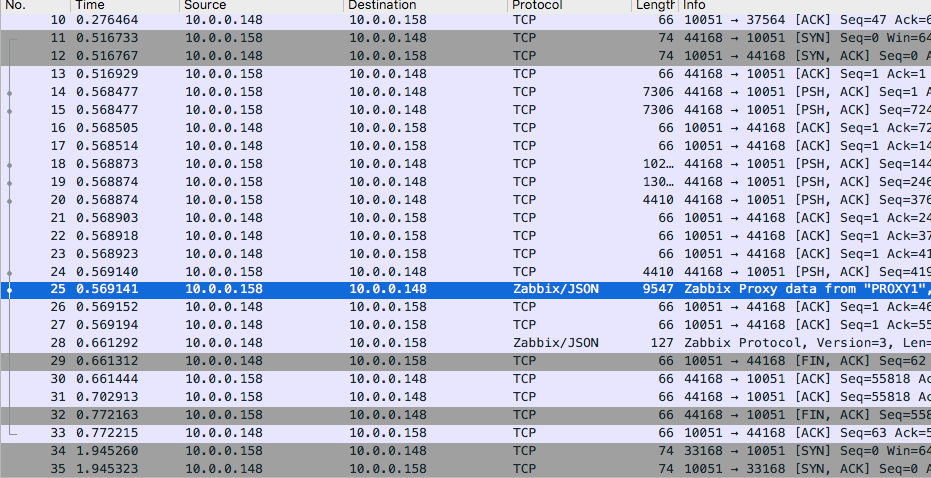 No. Time Source Destination Protocol Length Info
10 0.276464 10.0.0.148 10.0.0.158 TCP 66 10051 → 37564 [ACK] Seq=47 Ack=6
11 0.516733 10.0.0.158 10.0.0.148 TCP 74 44168 → 10051 [SYN] Seq=0 Win=64
12 0.516767 10.0.0.148 10.0.0.158 TCP 74 10051 → 44168 [SYN, ACK] Seq=0 A
13 0.516929 10.0.0.158 10.0.0.148 TCP 66 44168 → 10051 [ACK] Seq=1 Ack=1
14 0.568477 10.0.0.158 10.0.0.148 TCP 7306 44168 → 10051 [PSH, ACK] Seq=1 A
15 0.568477 10.0.0.158 10.0.0.148 TCP 7306 44168 → 10051 [PSH, ACK] Seq=724
16 0.568505 10.0.0.148 10.0.0.158 TCP 66 10051 → 44168 [ACK] Seq=1 Ack=72
17 0.568514 10.0.0.148 10.0.0.158 TCP 66 10051 → 44168 [ACK] Seq=1 Ack=14
18 0.568873 10.0.0.158 10.0.0.148 TCP 102… 44168 → 10051 [PSH, ACK] Seq=144
19 0.568874 10.0.0.158 10.0.0.148 TCP 130… 44168 → 10051 [PSH, ACK] Seq=246
20 0.568874 10.0.0.158 10.0.0.148 TCP 4410 44168 → 10051 [PSH, ACK] Seq=376
21 0.568903 10.0.0.148 10.0.0.158 TCP 66 10051 → 44168 [ACK] Seq=1 Ack=24
22 0.568918 10.0.0.148 10.0.0.158 TCP 66 10051 → 44168 [ACK] Seq=1 Ack=37
23 0.568923 10.0.0.148 10.0.0.158 TCP 66 10051 → 44168 [ACK] Seq=1 Ack=41
24 0.569140 10.0.0.158 10.0.0.148 TCP 4410 44168 → 10051 [PSH, ACK] Seq=419
25 0.569141 10.0.0.158 10.0.0.148 Zabbix/JSON 9547 Zabbix Proxy data from "PROXY1",
26 0.569152 10.0.0.148 10.0.0.158 TCP 66 10051 → 44168 [ACK] Seq=1 Ack=46
27 0.569194 10.0.0.148 10.0.0.158 TCP 66 10051 → 44168 [ACK] Seq=1 Ack=55
28 0.661292 10.0.0.148 10.0.0.158 Zabbix/JSON 127 Zabbix Protocol, Version=3, Len=
29 0.661312 10.0.0.148 10.0.0.158 TCP 66 10051 → 44168 [FIN, ACK] Seq=62
30 0.661444 10.0.0.158 10.0.0.148 TCP 66 44168 → 10051 [ACK] Seq=55818 Ac
31 0.702913 10.0.0.158 10.0.0.148 TCP 66 44168 → 10051 [ACK] Seq=55818 Ac
32 0.772163 10.0.0.158 10.0.0.148 TCP 66 44168 → 10051 [FIN, ACK] Seq=558
33 0.772215 10.0.0.148 10.0.0.158 TCP 66 10051 → 44168 [ACK] Seq=63 Ack=5
34 1.945260 10.0.0.158 10.0.0.148 TCP 74 33168 → 10051 [SYN] Seq=0 Win=64
35 1.945323 10.0.0.148 10.0.0.158 TCP 74 10051 → 33168 [SYN, ACK] Seq=0 A